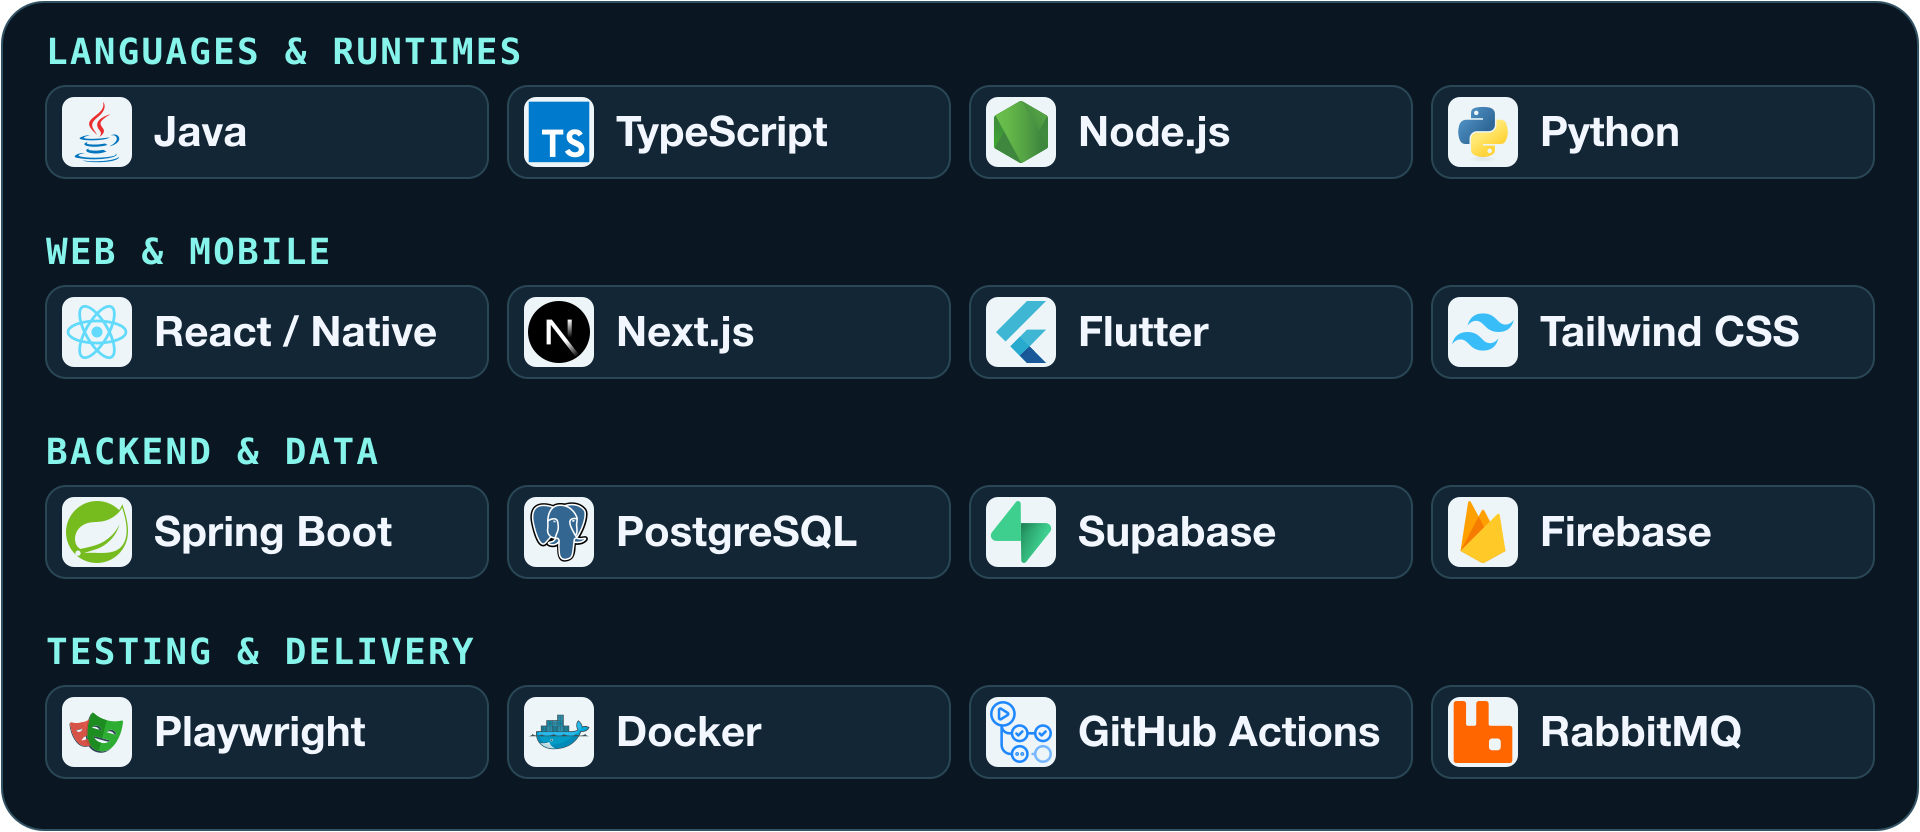 LANGUAGES & RUNTIMES
Java
TS TypeScript
Node.js
Python
WEB & MOBILE
React / Native
N Next.js
Flutter
Tailwind CSS
BACKEND & DATA
Spring Boot
PostgreSQL
Supabase
Firebase
TESTING & DELIVERY
Playwright
Docker
GitHub Actions
RabbitMQ